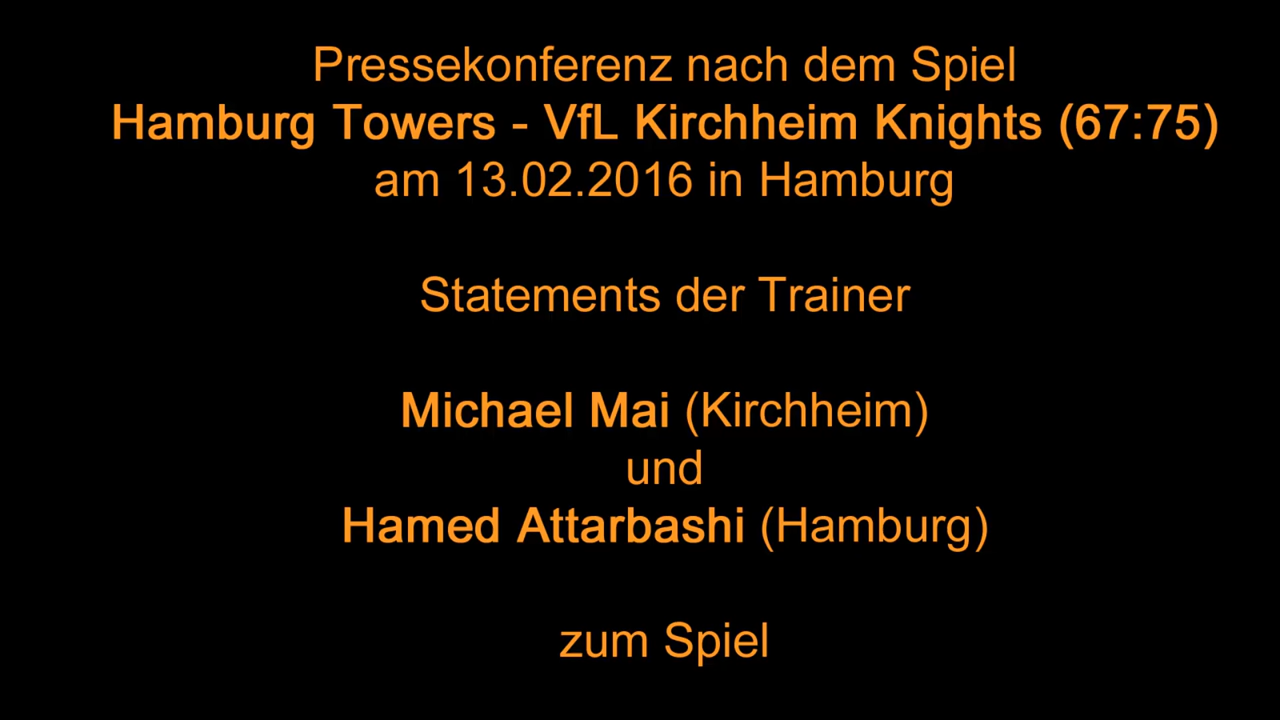 Pressekonferenz nach dem Spiel
Hamburg Towers - VfL Kirchheim Knights (67:75)
am 13.02.2016 in Hamburg
Statements der Trainer
Michael Mai (Kirchheim)
und
Hamed Attarbashi (Hamburg)
zum Spiel